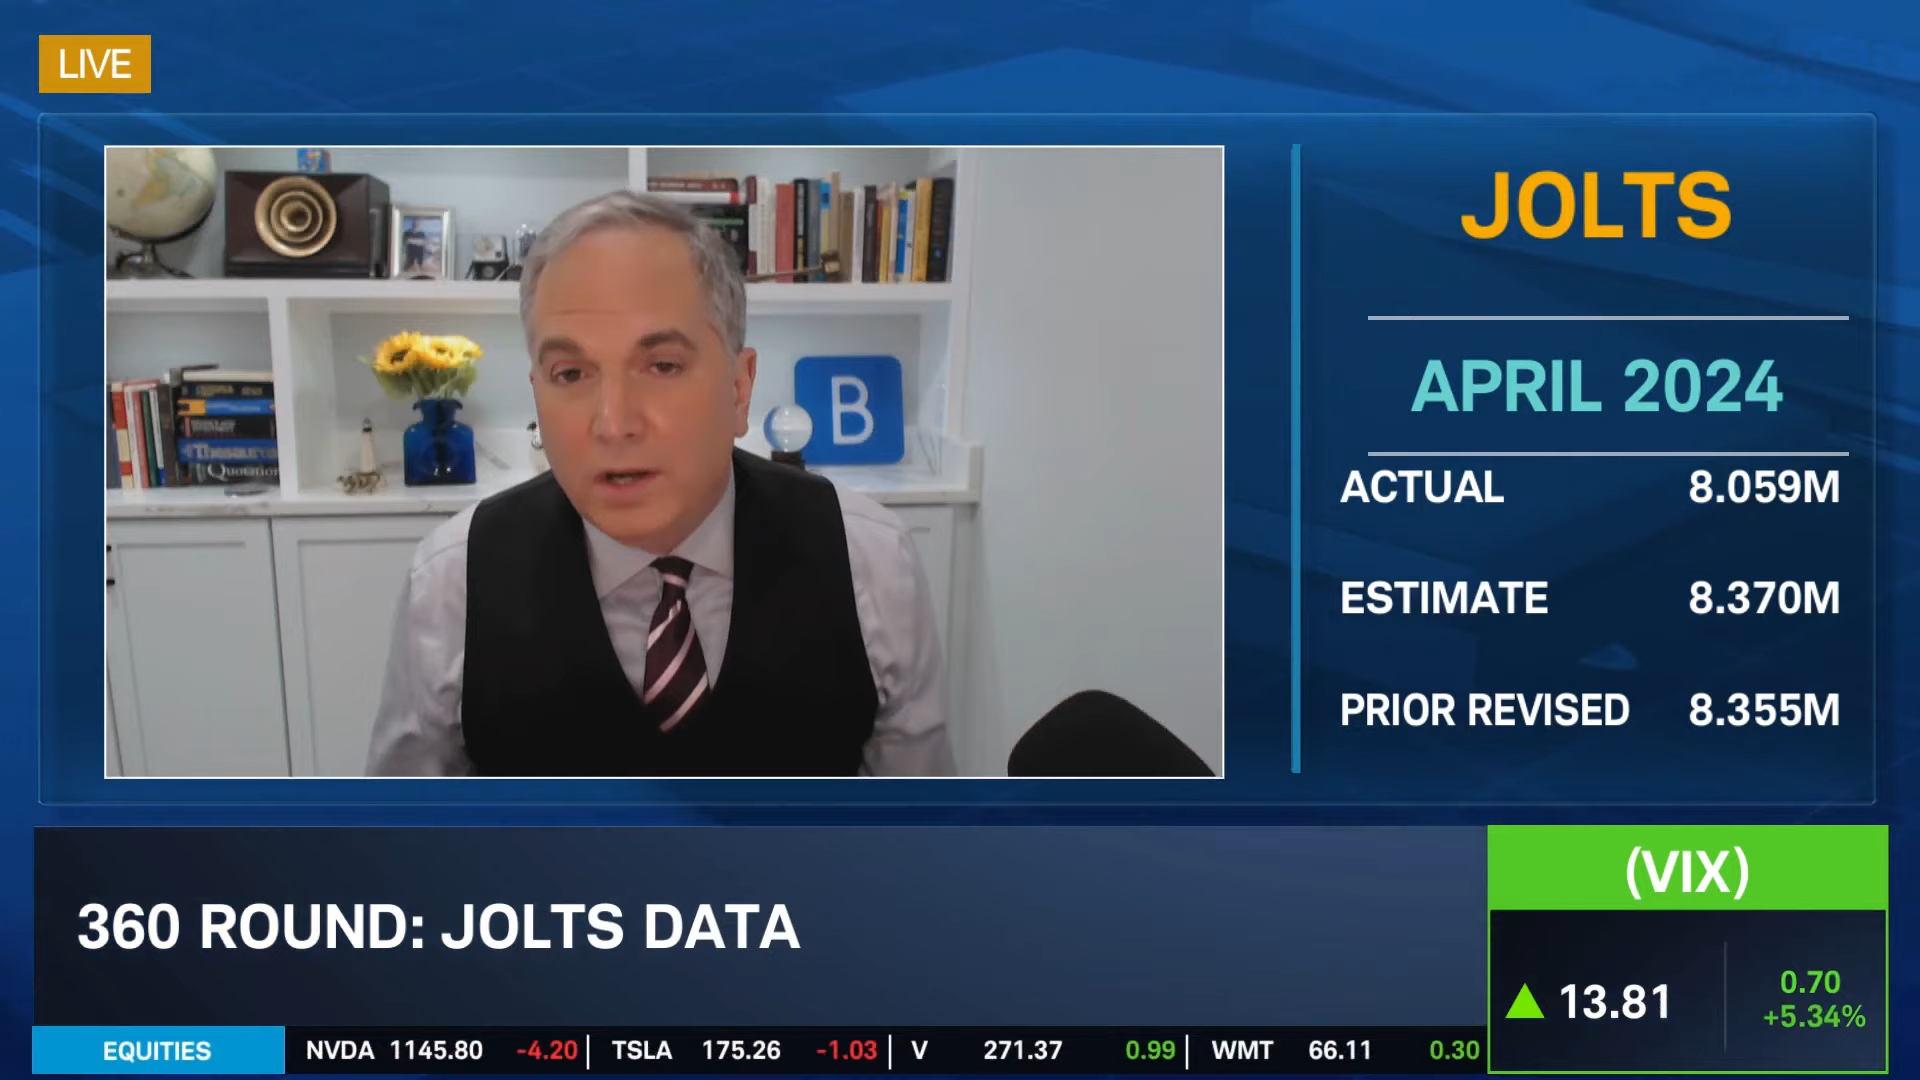 LIVE
B
Thesaurus
Quotation
JOLTS
APRIL 2024
ACTUAL 8.059M
ESTIMATE 8.370M
PRIOR REVISED 8.355M
360 ROUND: JOLTS DATA
(VIX)
13.81
0.70
+5.34%
EQUITIES NVDA 1145.80 -4.20 TSLA 175.26 -1.03 V 271.37 0.99 WMT 66.11 0.30